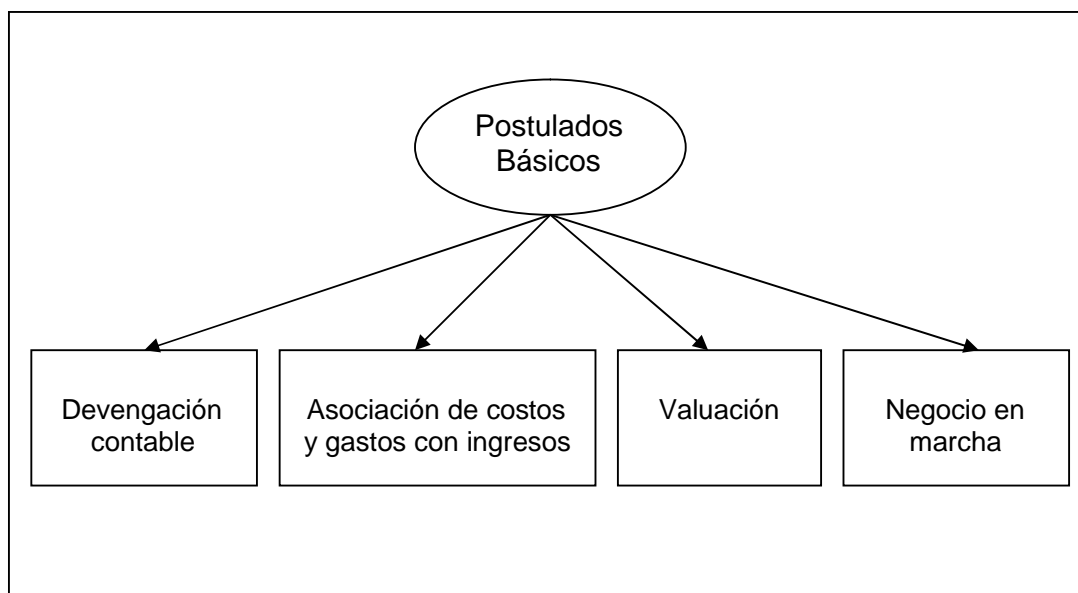 Postulados
Básicos
Devengación
contable
Asociación de costos
y gastos con ingresos
Valuación
Negocio en
marcha